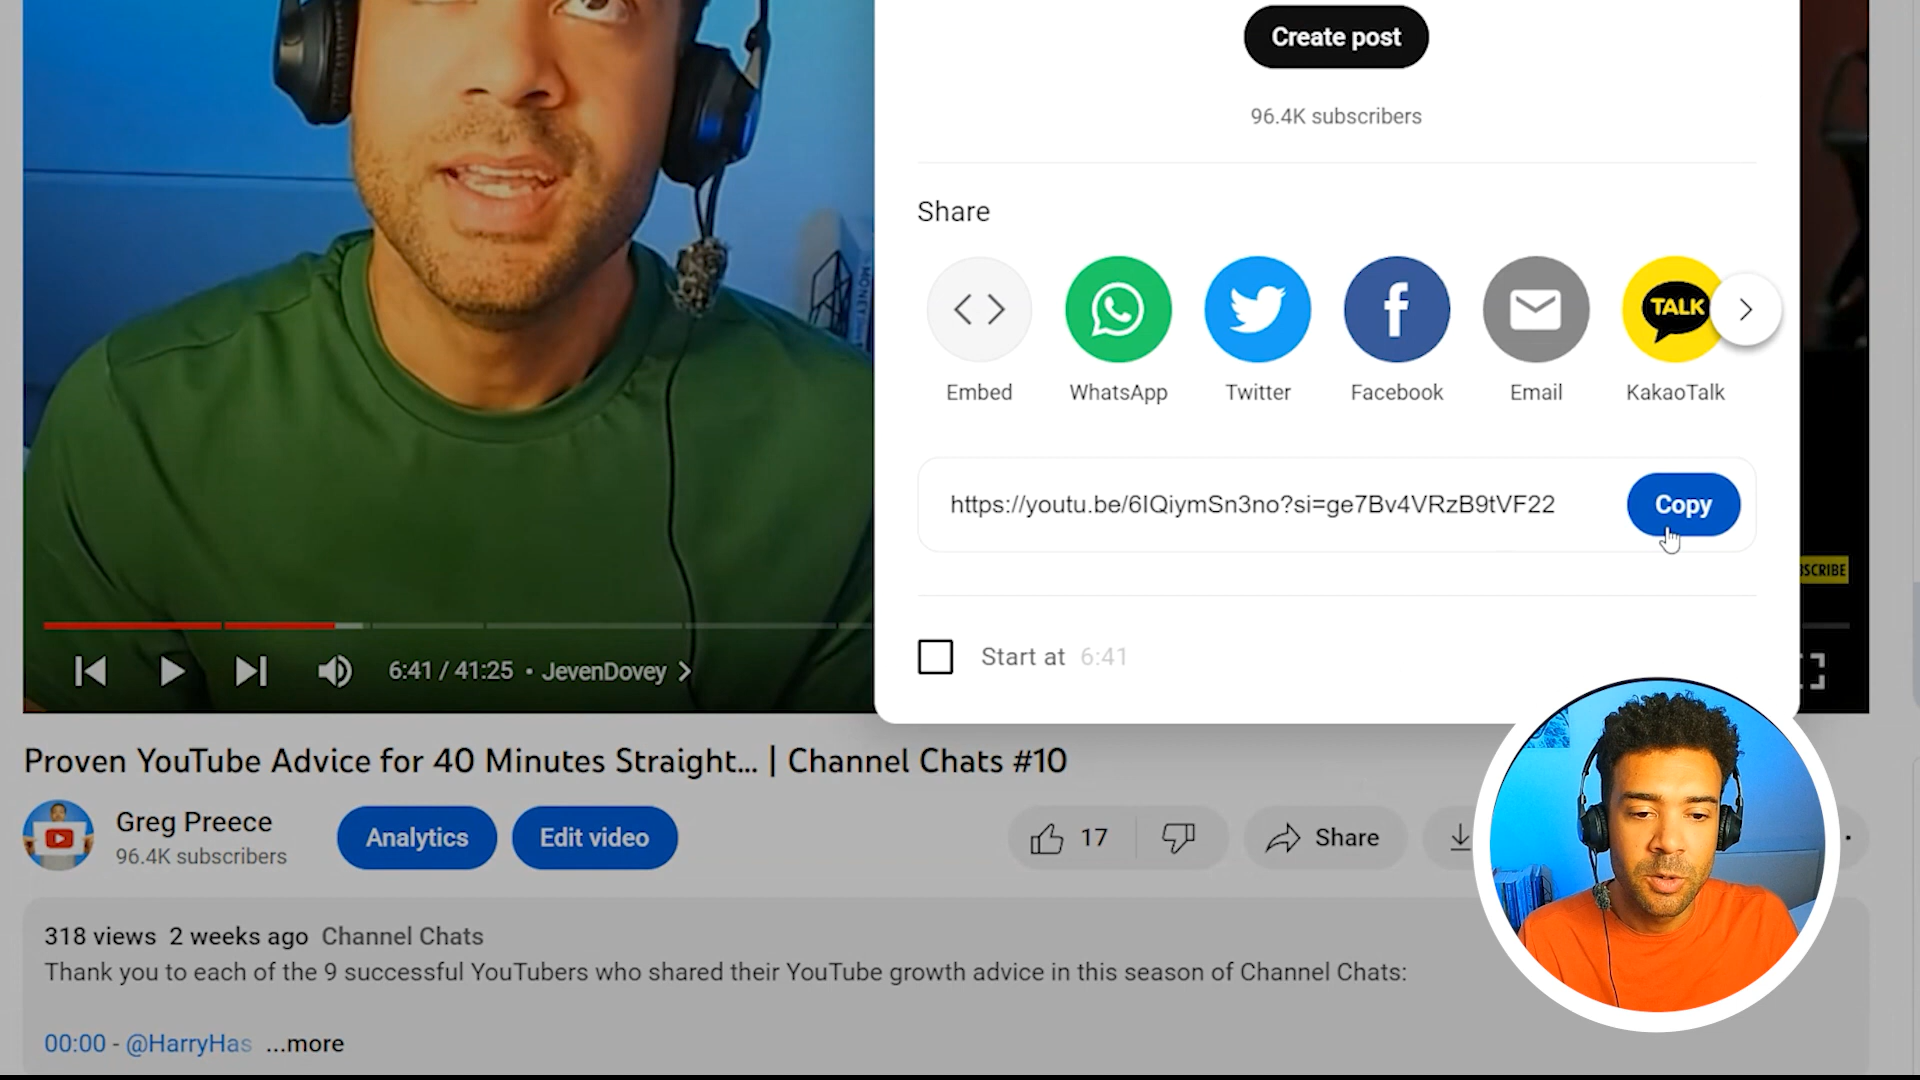 Create post
96.4K subscribers
Share
TALK
Embed
WhatsApp
Twitter
Facebook
Email
KakaoTalk
https://youtu.be/6IQiymSn3no?si=ge7Bv4VRzB9tVF22
Copy
SCRIBE
Start at 6:41
MONEY
6:41 / 41:25 • JevenDovey
Proven YouTube Advice for 40 Minutes Straight... | Channel Chats #10
Greg Preece
96.4K subscribers
Analytics
Edit video
17
Share
318 views 2 weeks ago Channel Chats
Thank you to each of the 9 successful YouTubers who shared their YouTube growth advice in this season of Channel Chats:
00:00 - @HarryHas ...more